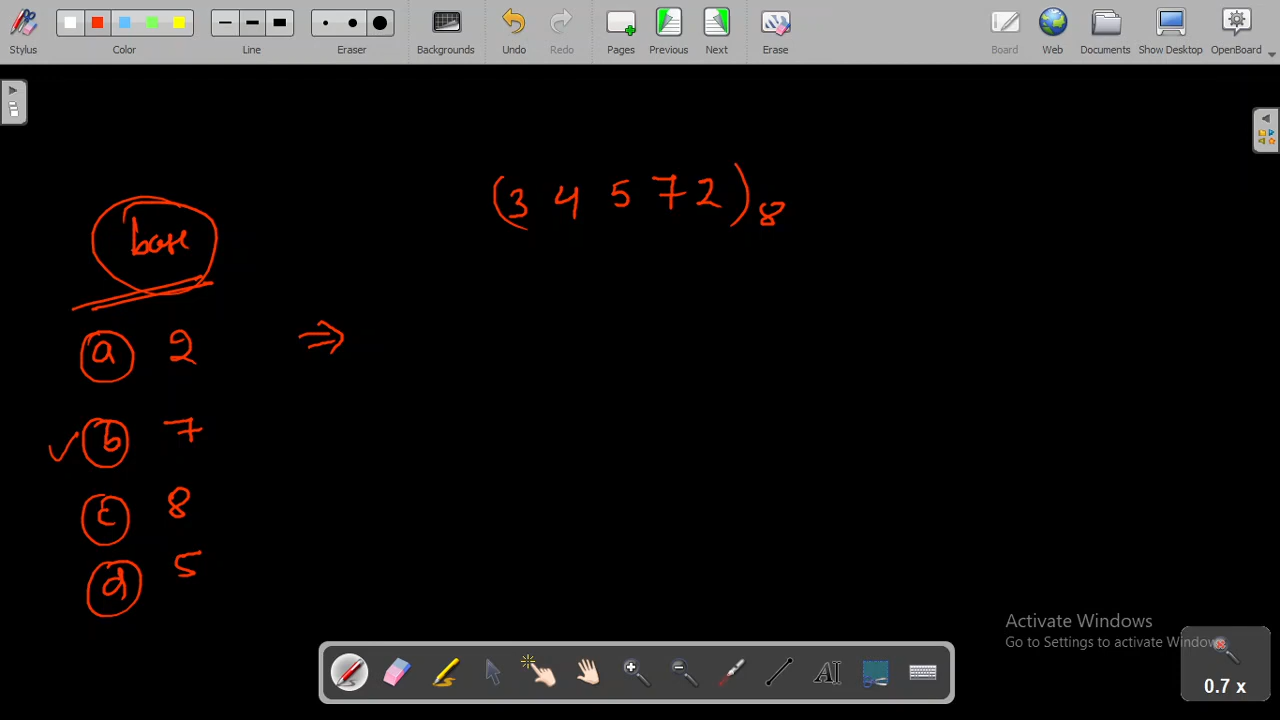 Stylus Color Line Eraser Backgrounds Undo Redo Pages Previous Next Erase Board Web Documents Show Desktop OpenBoard
(3 4 5 7 2)8
base
a 2 ⇒
✓ b 7
c 8
d 5
Activate Windows
Go to Settings to activate Windows
AI
0.7 x